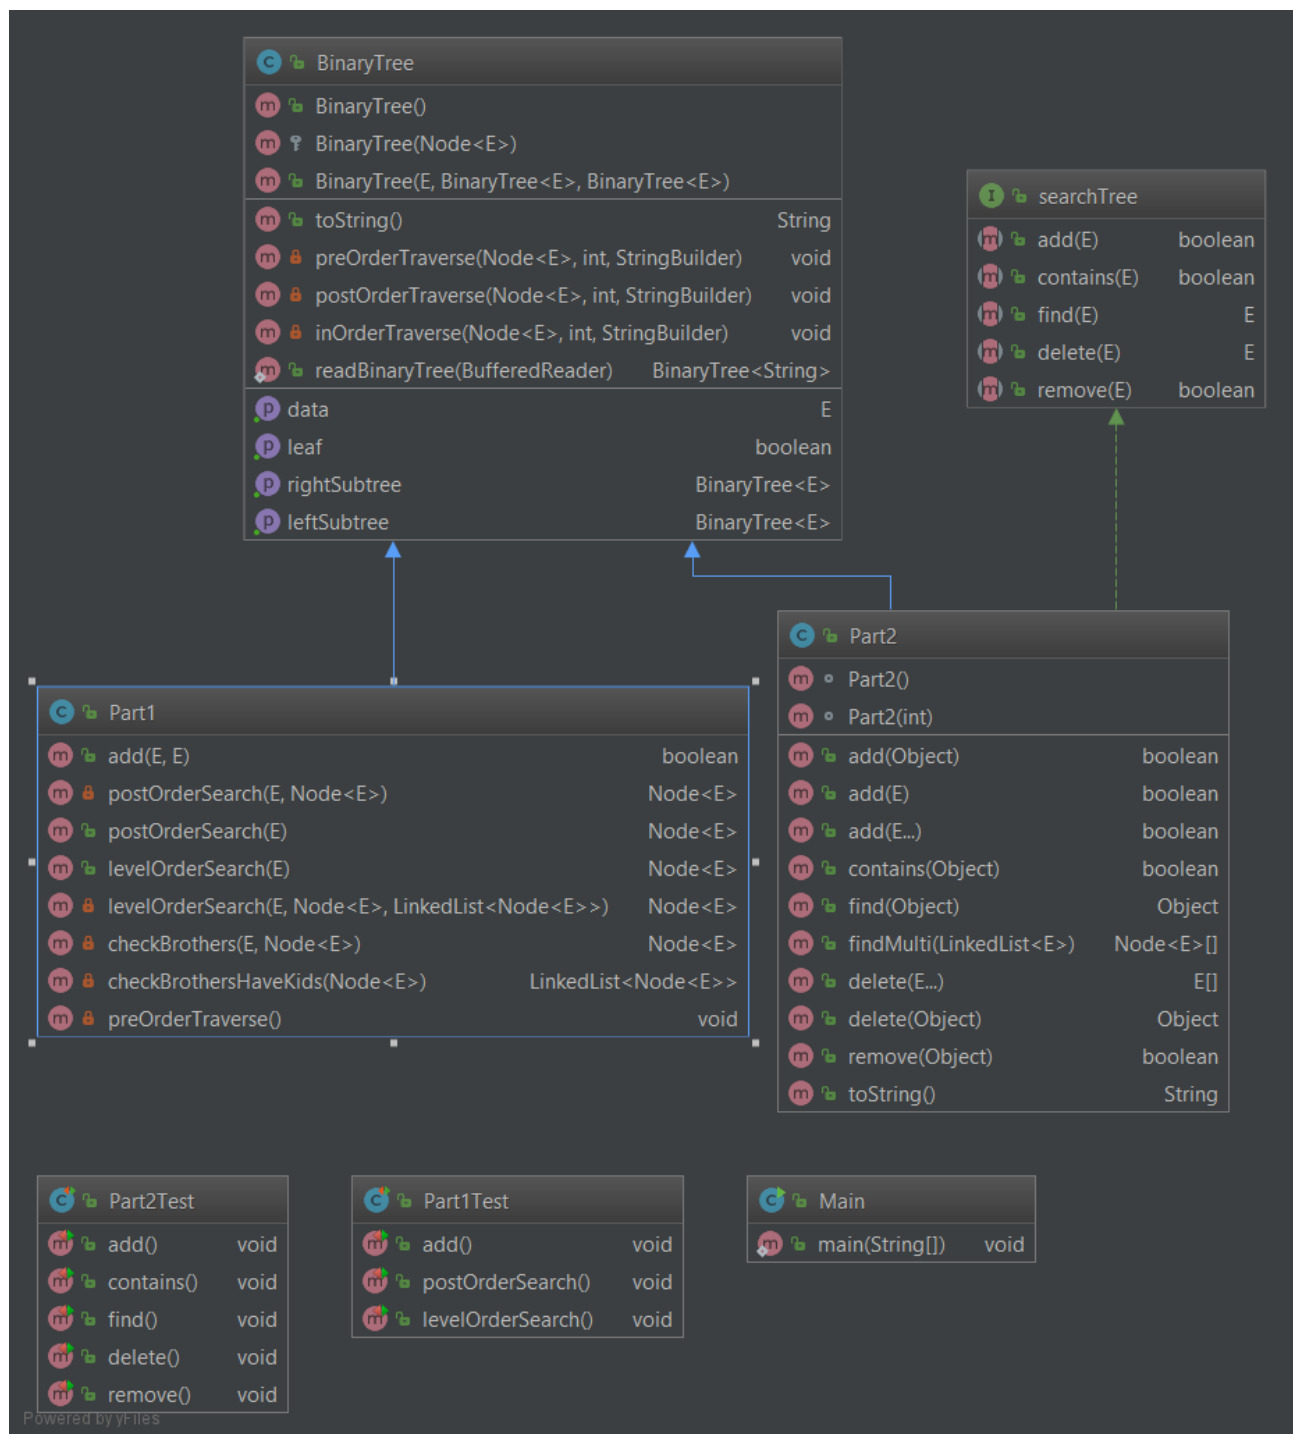 BinaryTree
BinaryTree()
BinaryTree(Node<E>)
BinaryTree(E, BinaryTree<E>, BinaryTree<E>)
toString() String
preOrderTraverse(Node<E>, int, StringBuilder) void
postOrderTraverse(Node<E>, int, StringBuilder) void
inOrderTraverse(Node<E>, int, StringBuilder) void
readBinaryTree(BufferedReader) BinaryTree<String>
data E
leaf boolean
rightSubtree BinaryTree<E>
leftSubtree BinaryTree<E>
searchTree
add(E) boolean
contains(E) boolean
find(E) E
delete(E) E
remove(E) boolean
Part1
add(E, E) boolean
postOrderSearch(E, Node<E>) Node<E>
postOrderSearch(E) Node<E>
levelOrderSearch(E) Node<E>
levelOrderSearch(E, Node<E>, LinkedList<Node<E>>) Node<E>
checkBrothers(E, Node<E>) Node<E>
checkBrothersHaveKids(Node<E>) LinkedList<Node<E>>
preOrderTraverse() void
Part2
Part2()
Part2(int)
add(Object) boolean
add(E) boolean
add(E...) boolean
contains(Object) boolean
find(Object) Object
findMulti(LinkedList<E>) Node<E>[]
delete(E...) E[]
delete(Object) Object
remove(Object) boolean
toString() String
Part2Test
add() void
contains() void
find() void
delete() void
remove() void
Part1Test
add() void
postOrderSearch() void
levelOrderSearch() void
Main
main(String[]) void
Powered by yFiles